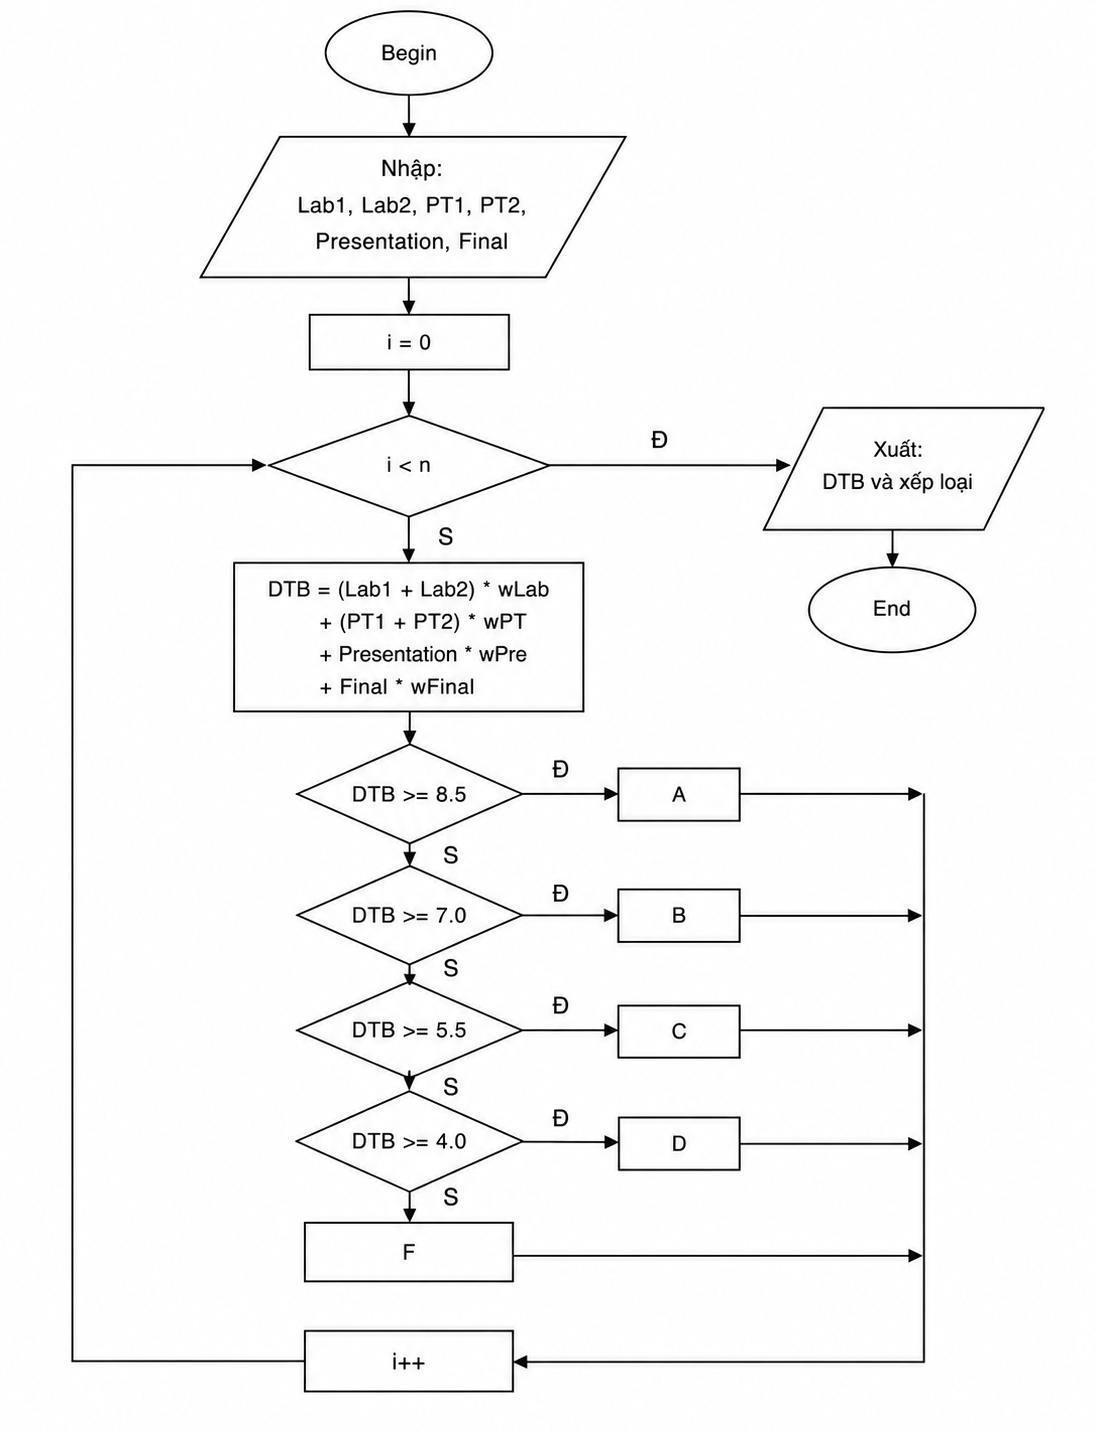 Begin
Nhập:
Lab1, Lab2, PT1, PT2,
Presentation, Final
i = 0
i < n
Đ
Xuất:
DTB và xếp loại
End
S
DTB = (Lab1 + Lab2) * wLab
+ (PT1 + PT2) * wPT
+ Presentation * wPre
+ Final * wFinal
DTB >= 8.5
Đ
A
S
DTB >= 7.0
Đ
B
S
DTB >= 5.5
Đ
C
S
DTB >= 4.0
Đ
D
S
F
i++